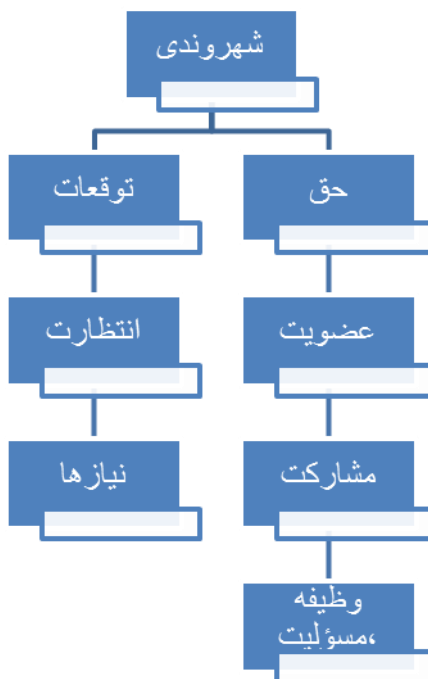 شهروندی
حق
توقعات
عضویت
انتظارت
مشارکت
نیازها
وظیفه
،مسؤلیت